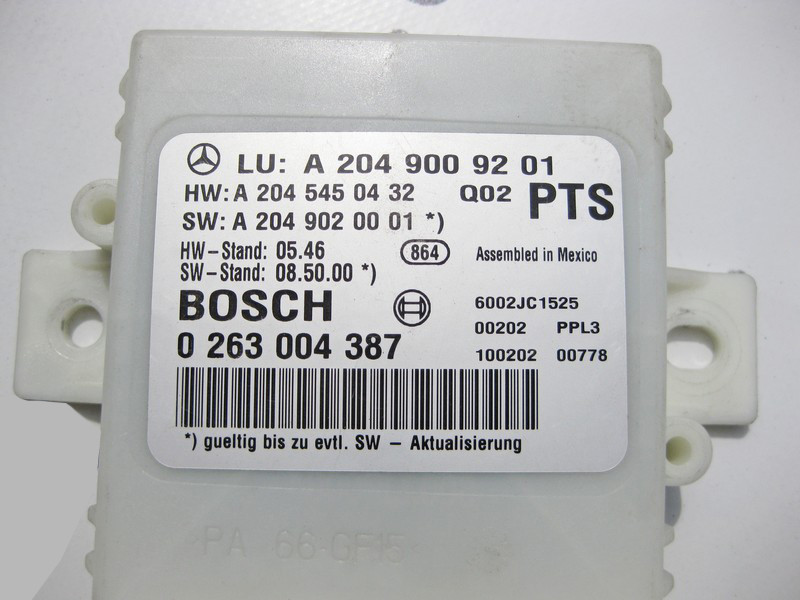 LU: A 204 900 92 01
HW: A 204 545 04 32 Q02 PTS
SW: A 204 902 00 01 *)
HW-Stand: 05.46 864 Assembled in Mexico
SW-Stand: 08.50.00 *)
BOSCH 6002JC1525
00202 PPL3
0 263 004 387 100202 00778
*) gueltig bis zu evtl. SW - Aktualisierung
PA 66-GF15